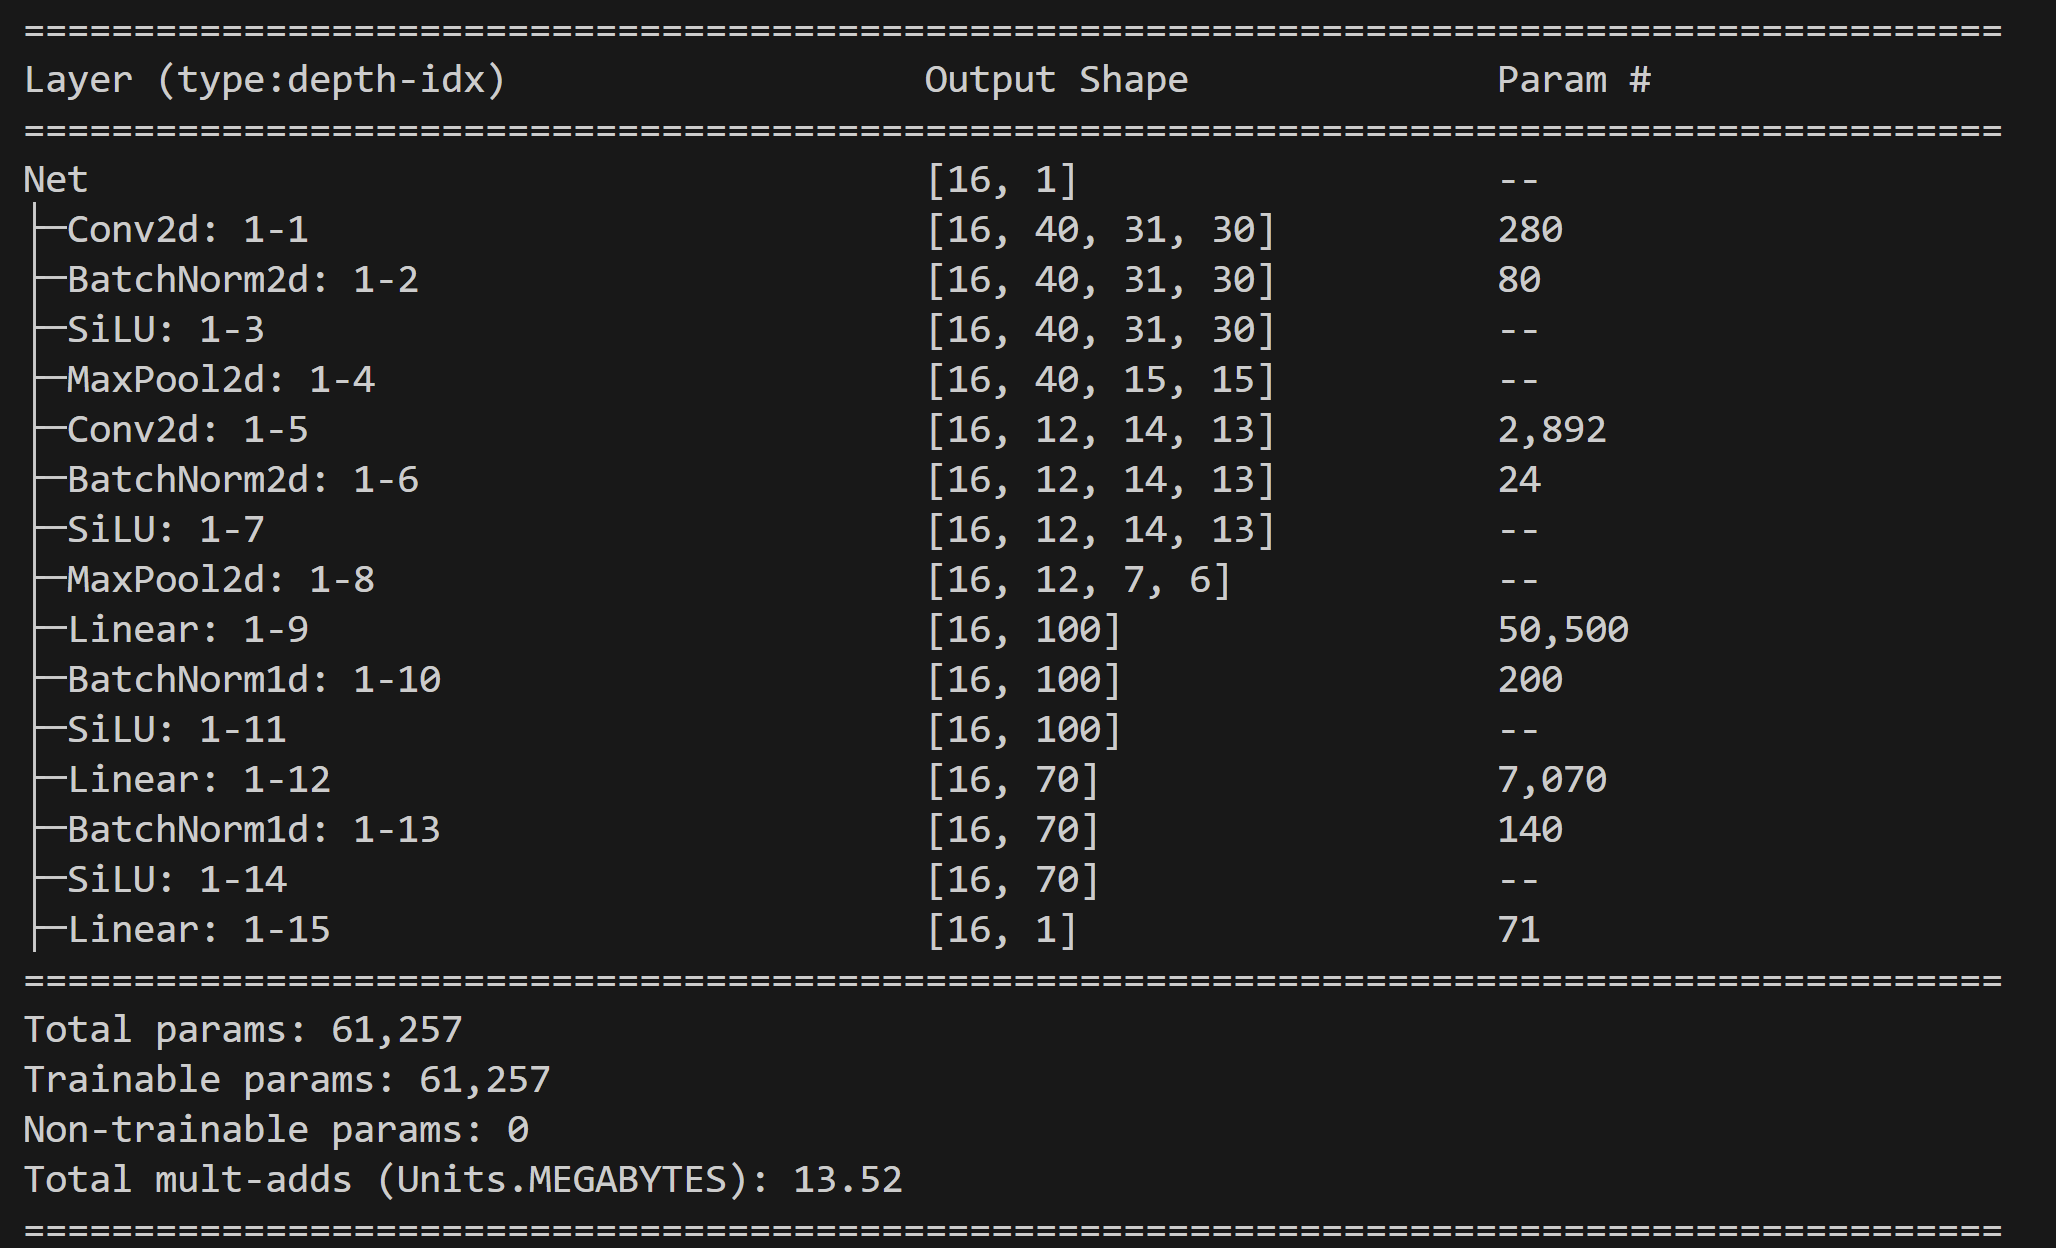 ==========================================================================================
Layer (type:depth-idx)                   Output Shape              Param #
==========================================================================================
Net                                      [16, 1]                   --
├─Conv2d: 1-1                            [16, 40, 31, 30]          280
├─BatchNorm2d: 1-2                       [16, 40, 31, 30]          80
├─SiLU: 1-3                              [16, 40, 31, 30]          --
├─MaxPool2d: 1-4                         [16, 40, 15, 15]          --
├─Conv2d: 1-5                            [16, 12, 14, 13]          2,892
├─BatchNorm2d: 1-6                       [16, 12, 14, 13]          24
├─SiLU: 1-7                              [16, 12, 14, 13]          --
├─MaxPool2d: 1-8                         [16, 12, 7, 6]            --
├─Linear: 1-9                            [16, 100]                 50,500
├─BatchNorm1d: 1-10                      [16, 100]                 200
├─SiLU: 1-11                             [16, 100]                 --
├─Linear: 1-12                           [16, 70]                  7,070
├─BatchNorm1d: 1-13                      [16, 70]                  140
├─SiLU: 1-14                             [16, 70]                  --
├─Linear: 1-15                           [16, 1]                   71
==========================================================================================
Total params: 61,257
Trainable params: 61,257
Non-trainable params: 0
Total mult-adds (Units.MEGABYTES): 13.52
==========================================================================================